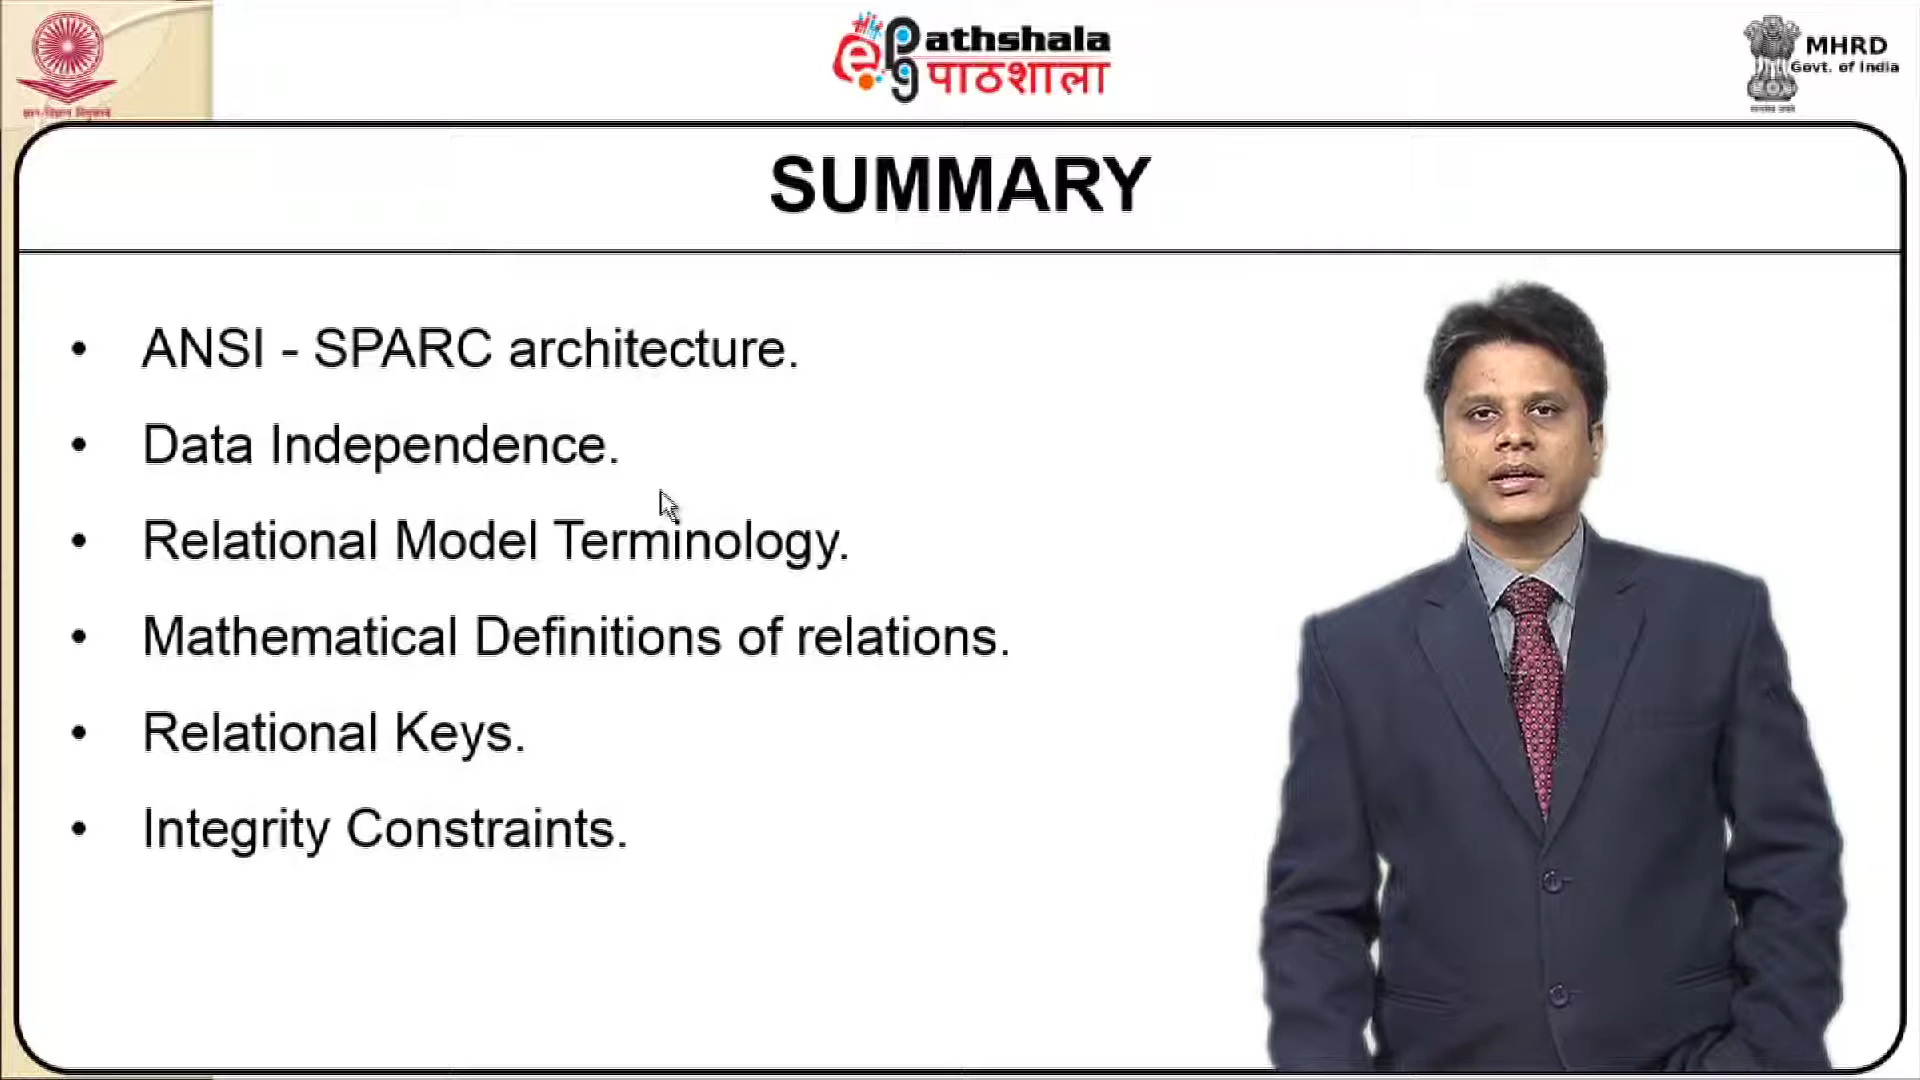 Pathshala
पाठशाला
MHRD
Govt. of India
SUMMARY
• ANSI - SPARC architecture.
• Data Independence.
• Relational Model Terminology.
• Mathematical Definitions of relations.
• Relational Keys.
• Integrity Constraints.